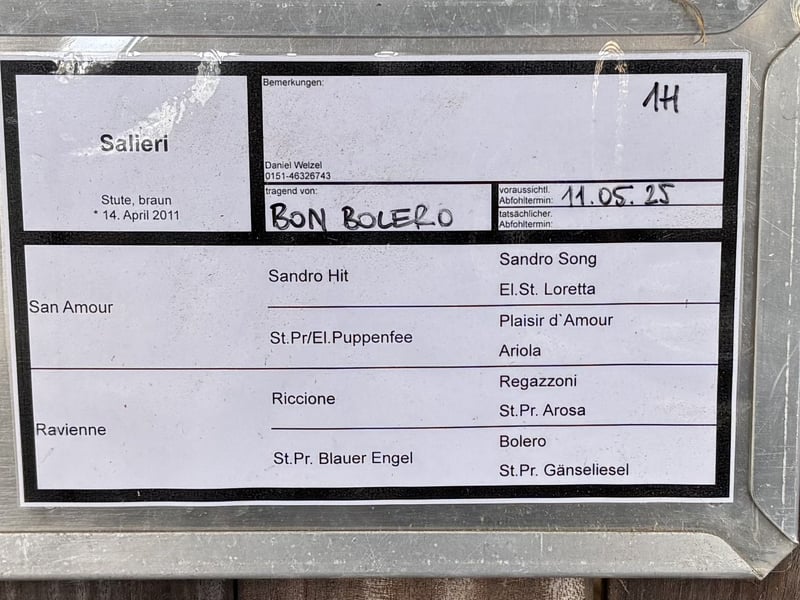 Salieri
Stute, braun
* 14. April 2011
Bemerkungen:
1H
Daniel Welzel
0151-46326743
tragend von:
BON BOLERO
voraussichtl.
Abfohltermin: 11.05.25
tatsächlicher.
Abfohltermin:
San Amour
Sandro Hit
Sandro Song
El.St. Loretta
St.Pr/El.Puppenfee
Plaisir d`Amour
Ariola
Ravienne
Riccione
Regazzoni
St.Pr. Arosa
St.Pr. Blauer Engel
Bolero
St.Pr. Gänseliesel